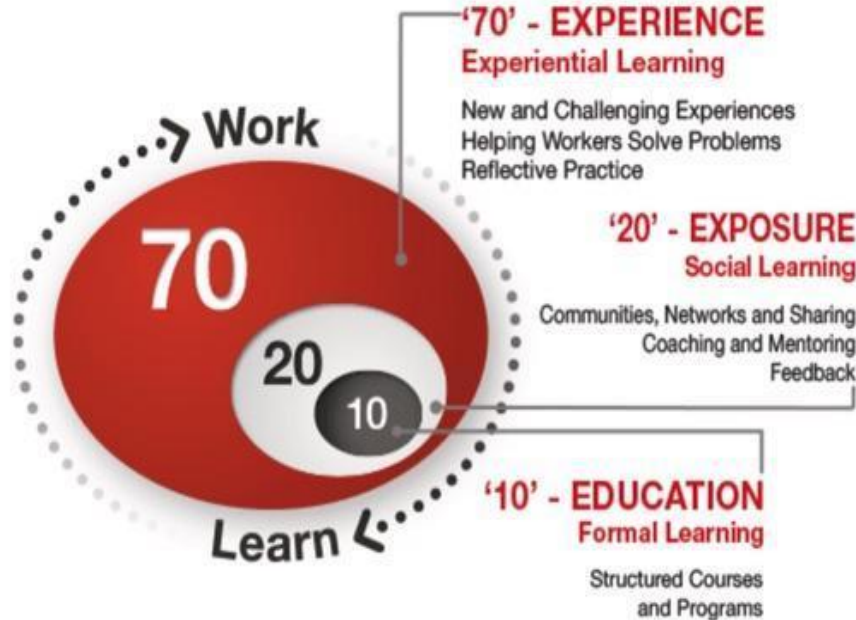 ‘70’ - EXPERIENCE
Experiential Learning
New and Challenging Experiences
Helping Workers Solve Problems
Reflective Practice
Work
70
20
10
Learn
‘20’ - EXPOSURE
Social Learning
Communities, Networks and Sharing
Coaching and Mentoring
Feedback
‘10’ - EDUCATION
Formal Learning
Structured Courses
and Programs